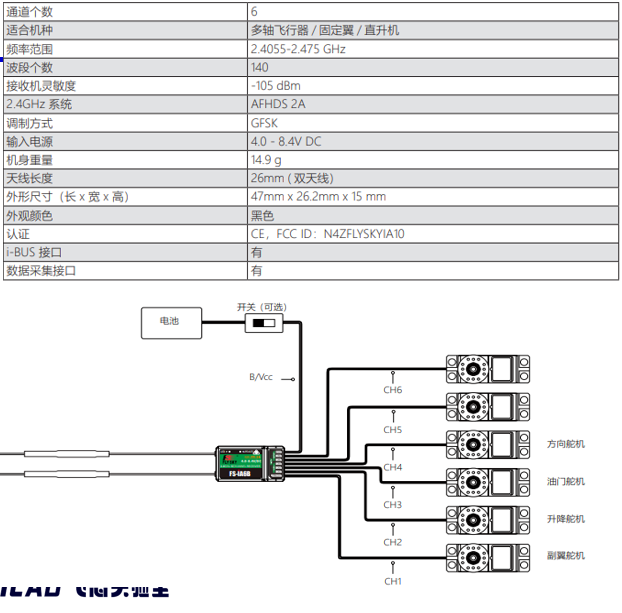 通道个数 6
适合机种 多轴飞行器 / 固定翼 / 直升机
频率范围 2.4055-2.475 GHz
波段个数 140
接收机灵敏度 -105 dBm
2.4GHz 系统 AFHDS 2A
调制方式 GFSK
输入电源 4.0 - 8.4V DC
机身重量 14.9 g
天线长度 26mm ( 双天线)
外形尺寸（长 x 宽 x 高） 47mm x 26.2mm x 15 mm
外观颜色 黑色
认证 CE，FCC ID：N4ZFLYSKYIA10
i-BUS 接口 有
数据采集接口 有
开关 (可选)
电池
B/Vcc
CH6
CH5
方向舵机
CH4
FS-iA6B
油门舵机
CH3
升降舵机
CH2
副翼舵机
CH1